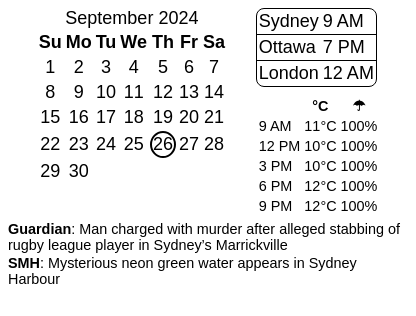 September 2024
Su Mo Tu We Th Fr Sa
1 2 3 4 5 6 7
8 9 10 11 12 13 14
15 16 17 18 19 20 21
22 23 24 25 26 27 28
29 30
Sydney 9 AM
Ottawa 7 PM
London 12 AM
°C ☂
9 AM 11°C 100%
12 PM 10°C 100%
3 PM 10°C 100%
6 PM 12°C 100%
9 PM 12°C 100%
Guardian: Man charged with murder after alleged stabbing of
rugby league player in Sydney’s Marrickville
SMH: Mysterious neon green water appears in Sydney
Harbour